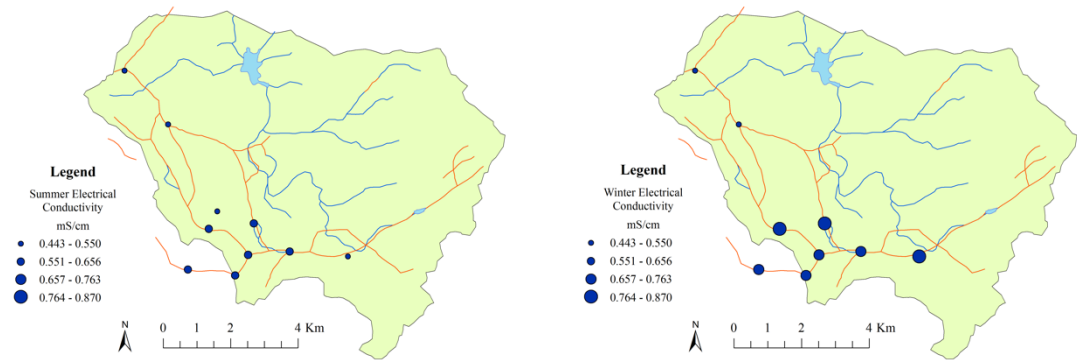 Legend
Summer Electrical
Conductivity
mS/cm
0.443 - 0.550
0.551 - 0.656
0.657 - 0.763
0.764 - 0.870
N
0 1 2 4 Km
Legend
Winter Electrical
Conductivity
mS/cm
0.443 - 0.550
0.551 - 0.656
0.657 - 0.763
0.764 - 0.870
N
0 1 2 4 Km